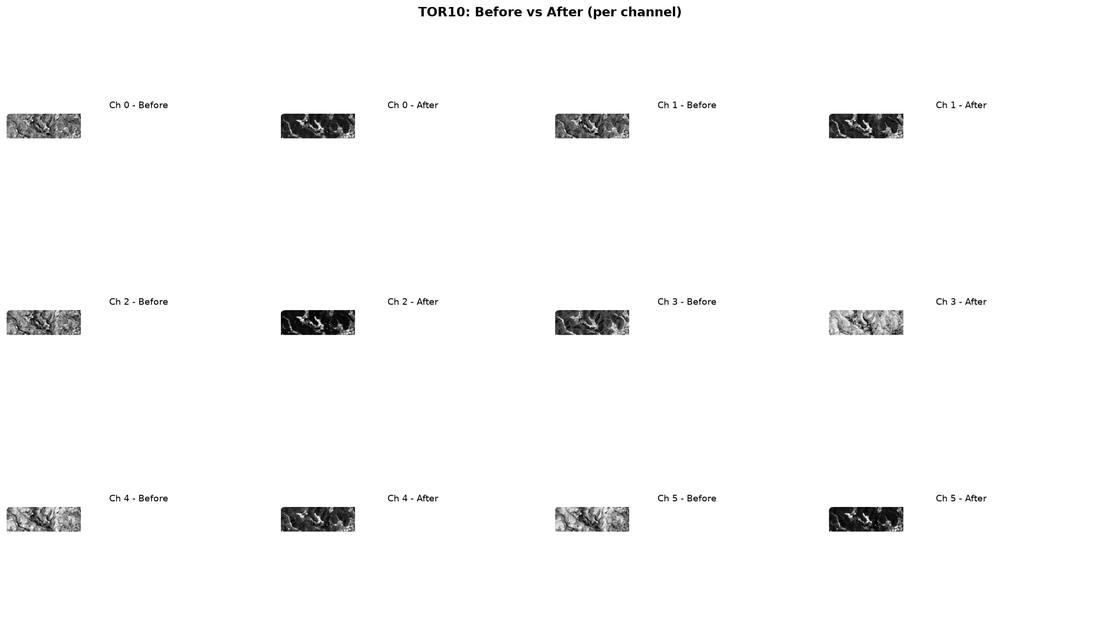 TOR10: Before vs After (per channel)
Ch 0 - Before
Ch 0 - After
Ch 1 - Before
Ch 1 - After
Ch 2 - Before
Ch 2 - After
Ch 3 - Before
Ch 3 - After
Ch 4 - Before
Ch 4 - After
Ch 5 - Before
Ch 5 - After